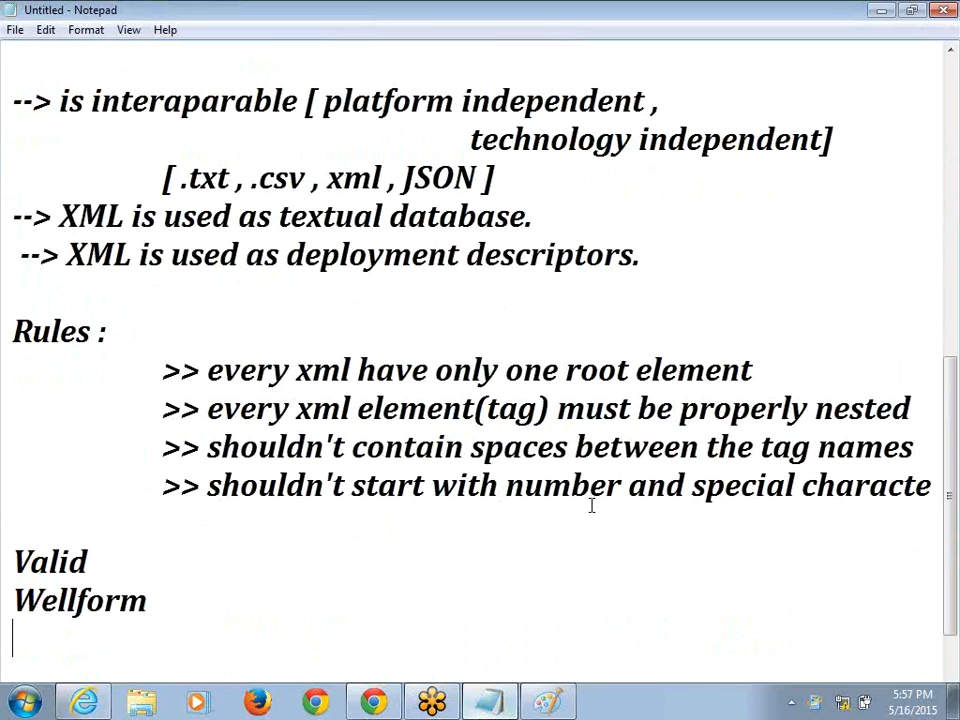 Untitled - Notepad
File Edit Format View Help
--> is interaparable [ platform independent ,
technology independent]
[ .txt , .csv , xml , JSON ]
--> XML is used as textual database.
--> XML is used as deployment descriptors.
Rules :
>> every xml have only one root element
>> every xml element(tag) must be properly nested
>> shouldn't contain spaces between the tag names
>> shouldn't start with number and special characte
Valid
Wellform
5:57 PM
5/16/2015